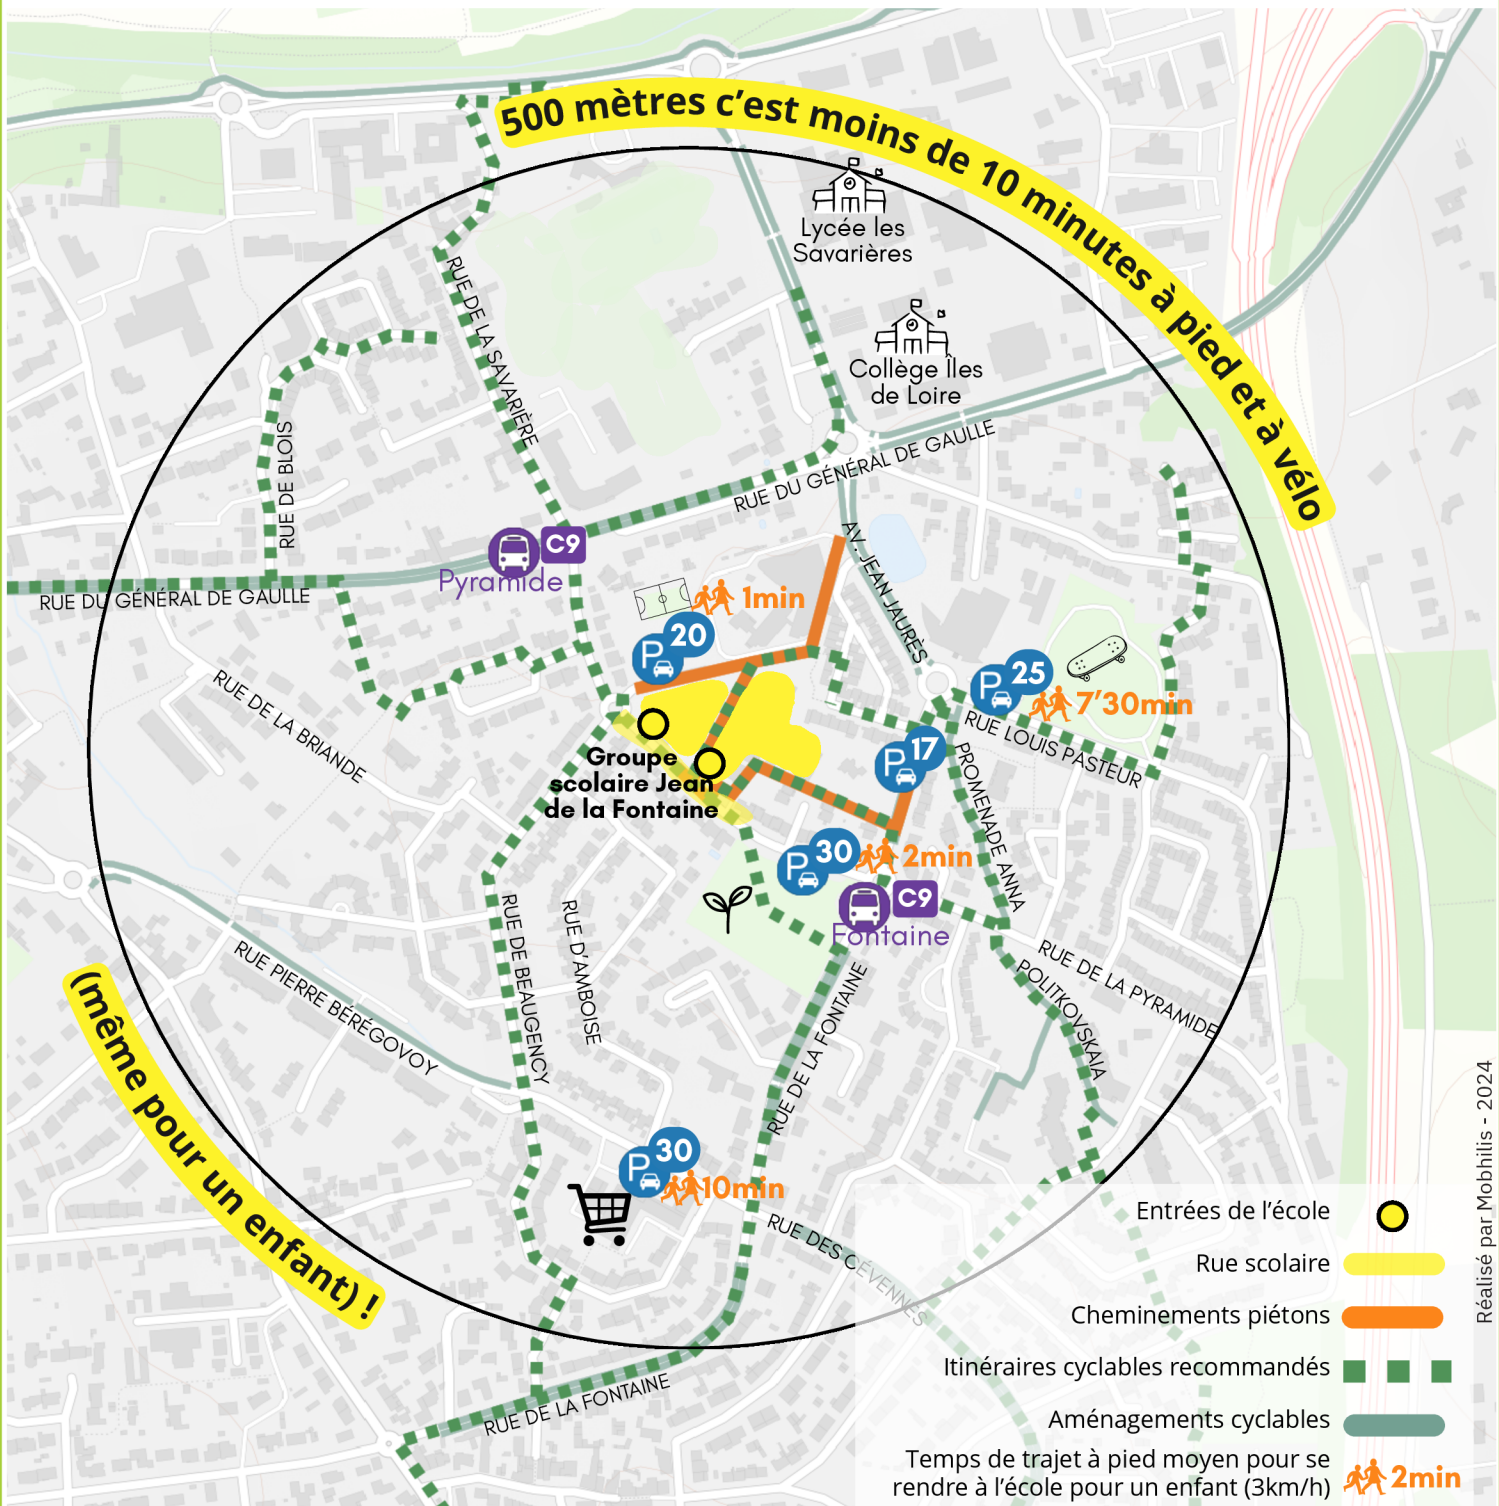 500 mètres c’est moins de 10 minutes à pied et à vélo
Lycée les
Savarières
Collège Îles
de Loire
RUE DE LA SAVARIÈRE
RUE DE BLOIS
RUE DU GÉNÉRAL DE GAULLE
C9
Pyramide
RUE DU GÉNÉRAL DE GAULLE
AV. JEAN JAURÈS
1min
P 20
P 25
7’30min
RUE LOUIS PASTEUR
RUE DE LA BRIANDE
Groupe
scolaire Jean
de la Fontaine
P 17
PROMENADE ANNA
P 30
2min
C9
Fontaine
RUE DE BEAUGENCY
RUE D’AMBOISE
RUE PIERRE BÉRÉGOVOY
RUE DE LA FONTAINE
POLITKOVSKAIA
RUE DE LA PYRAMIDE
(même pour un enfant) !
P 30
10min
RUE DES CÉVENNES
RUE DE LA FONTAINE
Entrées de l’école
Rue scolaire
Cheminements piétons
Itinéraires cyclables recommandés
Aménagements cyclables
Temps de trajet à pied moyen pour se
rendre à l’école pour un enfant (3km/h)
2min
Réalisé par Mobhilis - 2024